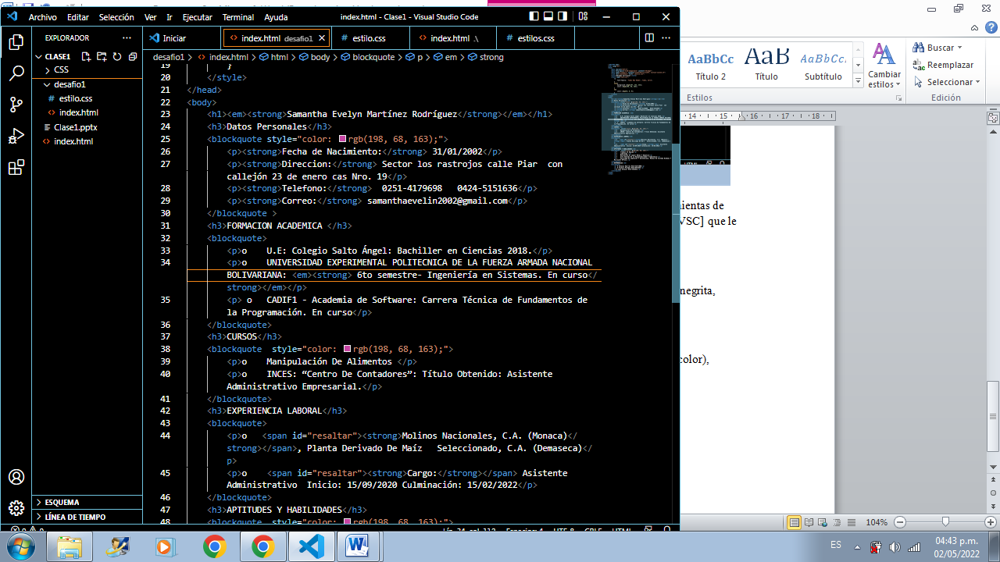 Archivo Editar Selección Ver Ir Ejecutar Terminal Ayuda index.html - Clase1 - Visual Studio Code
EXPLORADOR ...
CLASE1
CSS
desafio1
estilo.css
index.html
Clase1.pptx
index.html
ESQUEMA
LÍNEA DE TIEMPO
Iniciar index.html desafio1 estilo.css index.html .\ estilos.css
desafio1 > index.html > html > body > blockquote > p > em > strong
19 }
20 </style>
21 </head>
22 <body>
23 <h1><em><strong>Samantha Evelyn Martínez Rodríguez</strong></em></h1>
24 <h3>Datos Personales</h3>
25 <blockquote style="color: rgb(198, 68, 163);">
26 <p><strong>Fecha de Nacimiento:</strong> 31/01/2002</p>
27 <p><strong>Direccion:</strong> Sector los rastrojos calle Piar  con
callejón 23 de enero cas Nro. 19</p>
28 <p><strong>Telefono:</strong>  0251-4179698   0424-5151636</p>
29 <p><strong>Correo:</strong> samanthaevelin2002@gmail.com</p>
30 </blockquote >
31 <h3>FORMACION ACADEMICA </h3>
32 <blockquote>
33 <p>o    U.E: Colegio Salto Ángel: Bachiller en Ciencias 2018.</p>
34 <p>o    UNIVERSIDAD EXPERIMENTAL POLITECNICA DE LA FUERZA ARMADA NACIONAL
BOLIVARIANA: <em><strong> 6to semestre- Ingeniería en Sistemas. En curso</
strong></em></p>
35 <p> o   CADIF1 - Academia de Software: Carrera Técnica de Fundamentos de
la Programación. En curso</p>
36 </blockquote>
37 <h3>CURSOS</h3>
38 <blockquote  style="color: rgb(198, 68, 163);">
39 <p>o    Manipulación De Alimentos </p>
40 <p>o    INCES: “Centro De Contadores”: Título Obtenido: Asistente
Administrativo Empresarial.</p>
41 </blockquote>
42 <h3>EXPERIENCIA LABORAL</h3>
43 <blockquote>
44 <p>o   <span id="resaltar"><strong>Molinos Nacionales, C.A. (Monaca)</
strong></span>, Planta Derivado De Maíz   Seleccionado, C.A. (Demaseca)</
p>
45 <p>o    <span id="resaltar"><strong>Cargo:</strong></span> Asistente
Administrativo  Inicio: 15/09/2020 Culminación: 15/02/2022</p>
46 </blockquote>
47 <h3>APTITUDES Y HABILIDADES</h3>
48 <blockquote  style="color: rgb(198, 68, 163);">
AaBbCc AaB AaBbCc.
Título 2 Título Subtítulo
Cambiar
estilos
Estilos
Buscar
Reemplazar
Seleccionar
Edición
14 15 16 17 18
ientas de
VSC] que le
negrita,
color),
104%
ES
04:43 p.m.
02/05/2022